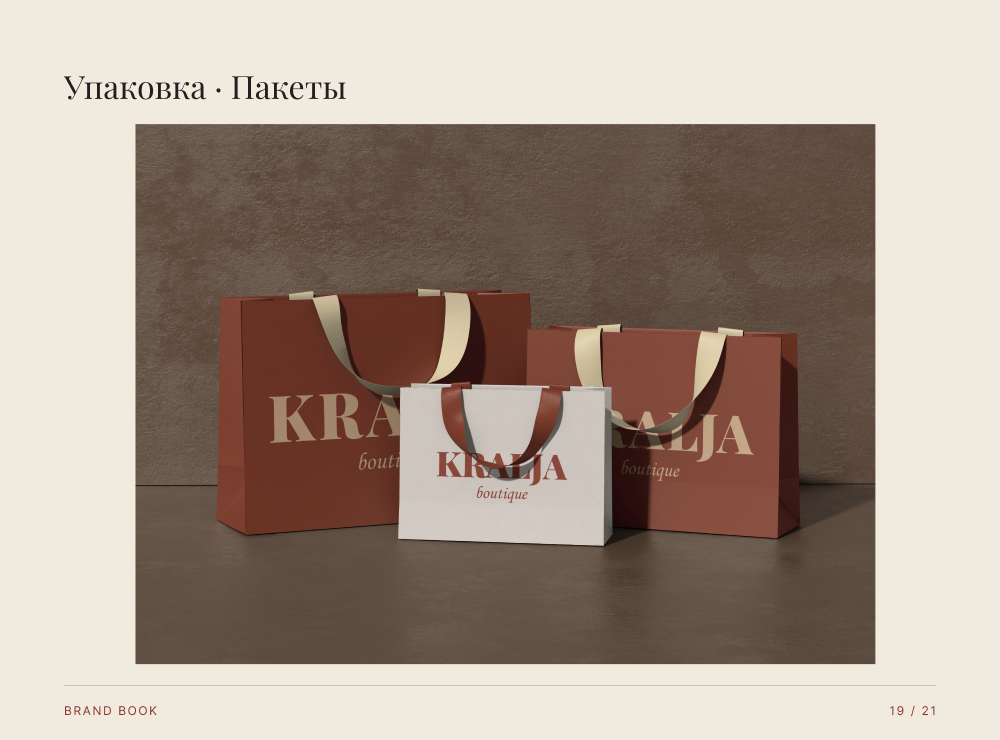 Упаковка · Пакеты
KRA
bouti
KRALJA
boutique
RALJA
boutique
BRAND BOOK
19 / 21